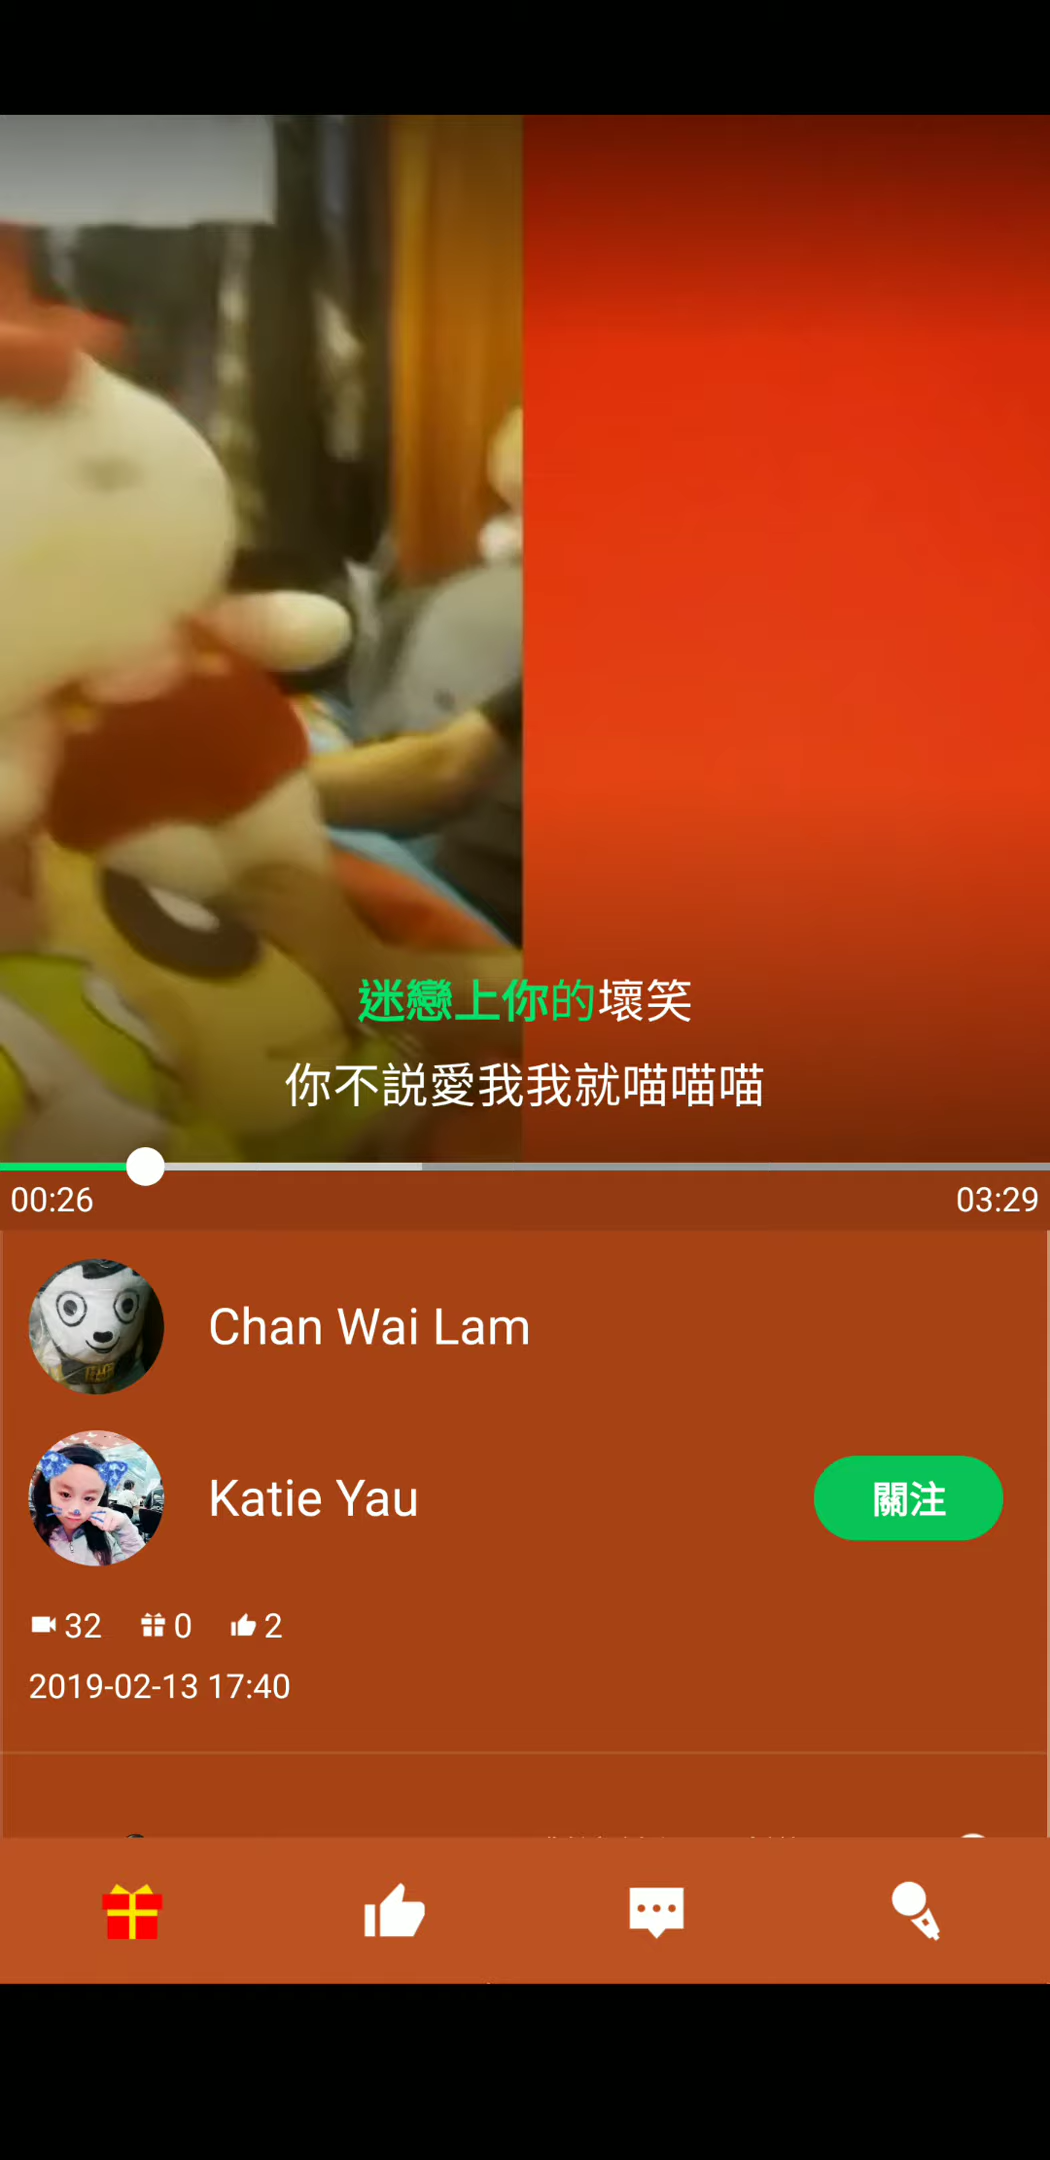 迷戀上你的壞笑
你不説愛我我就喵喵喵
00:26
03:29
Chan Wai Lam
Katie Yau
關注
32 0 2
2019-02-13 17:40